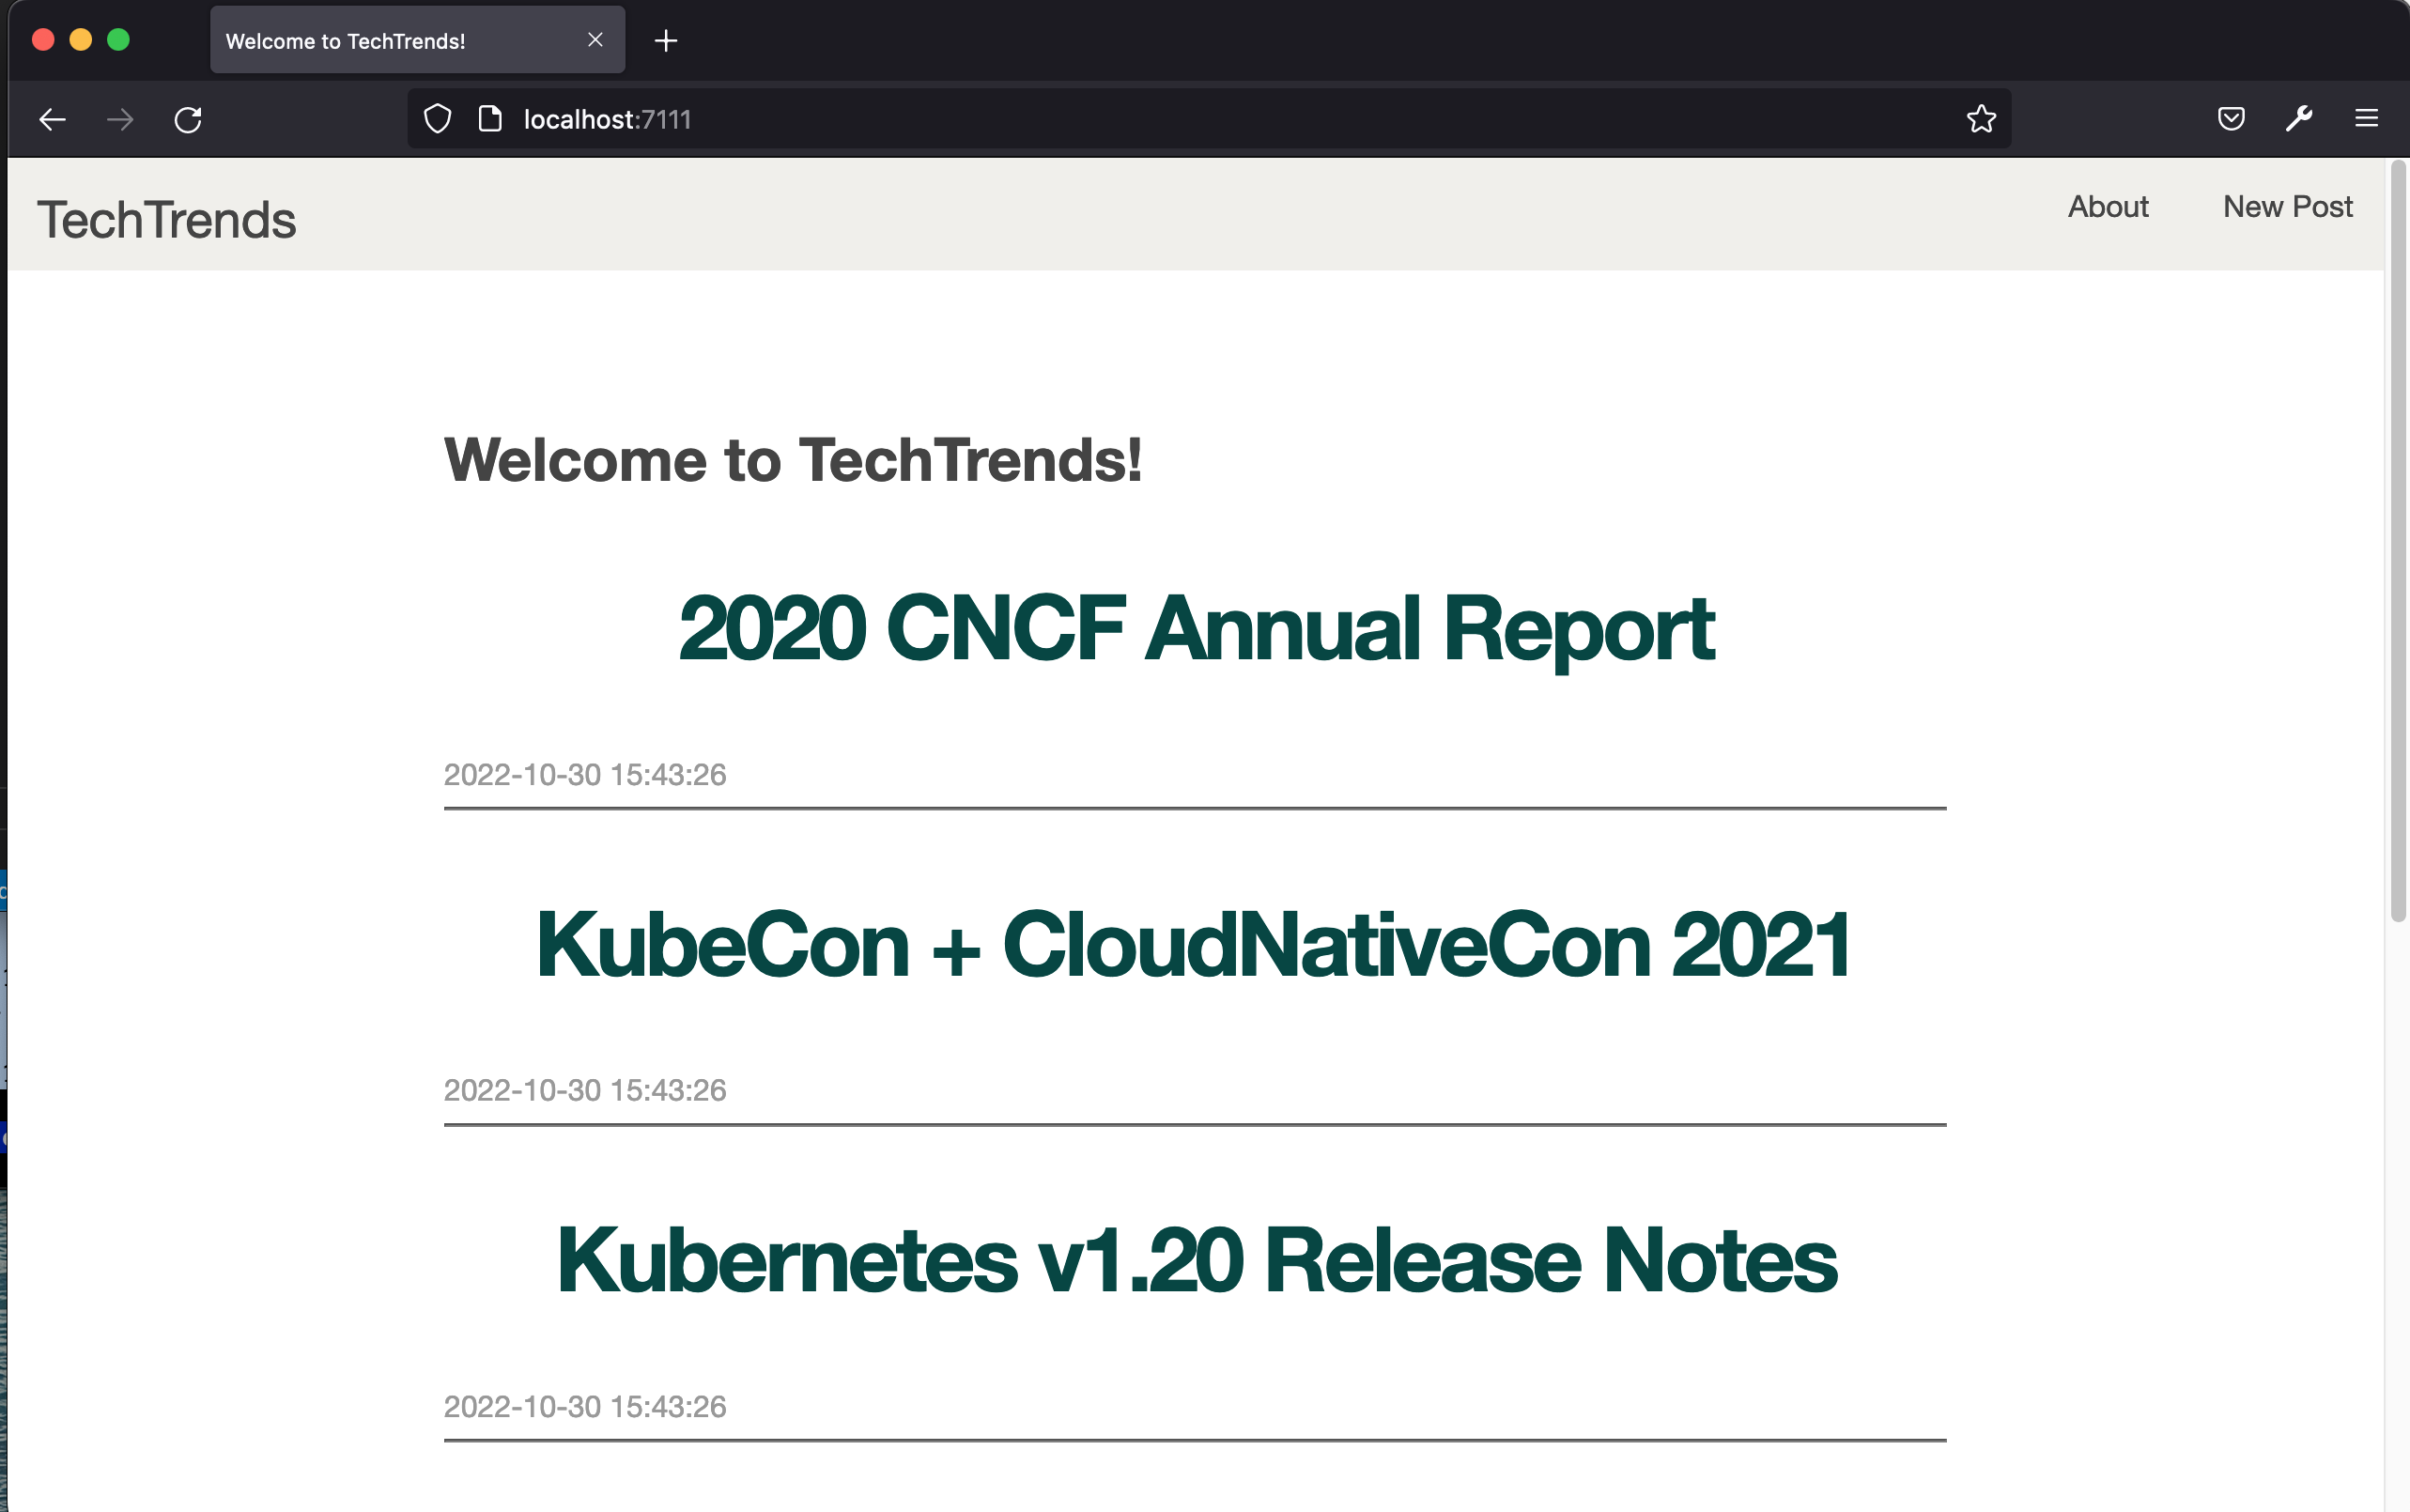 Welcome to TechTrends!
localhost:7111
TechTrends
About
New Post
Welcome to TechTrends!
2020 CNCF Annual Report
2022-10-30 15:43:26
KubeCon + CloudNativeCon 2021
2022-10-30 15:43:26
Kubernetes v1.20 Release Notes
2022-10-30 15:43:26